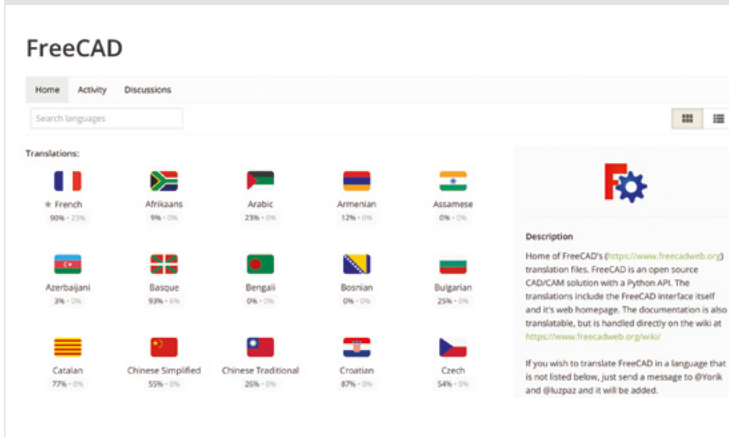 FreeCAD
Home Activity Discussions
Search languages
Translations:
★ French
90% • 23%
Afrikaans
9% • 0%
Arabic
23% • 0%
Armenian
12% • 0%
Assamese
0% • 0%
Azerbaijani
3% • 0%
Basque
93% • 6%
Bengali
0% • 0%
Bosnian
0% • 0%
Bulgarian
25% • 0%
Catalan
77% • 0%
Chinese Simplified
55% • 0%
Chinese Traditional
26% • 0%
Croatian
87% • 0%
Czech
54% • 0%
Description
Home of FreeCAD's (https://www.freecadweb.org)
translation files. FreeCAD is an open source
CAD/CAM solution with a Python API. The
translations include the FreeCAD interface itself
and it's web homepage. The documentation is also
translatable, but is handled directly on the wiki at
https://www.freecadweb.org/wiki/
If you wish to translate FreeCAD in a language that
is not listed below, just send a message to @Yorik
and @luzpaz and it will be added.